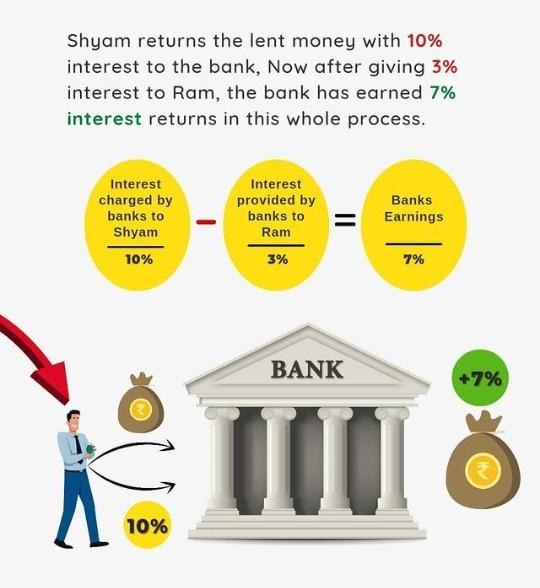 Shyam returns the lent money with 10%
interest to the bank, Now after giving 3%
interest to Ram, the bank has earned 7%
interest returns in this whole process.
Interest
charged by
banks to
Shyam
10%
-
Interest
provided by
banks to
Ram
3%
=
Banks
Earnings
7%
BANK
+7%
₹
₹
10%